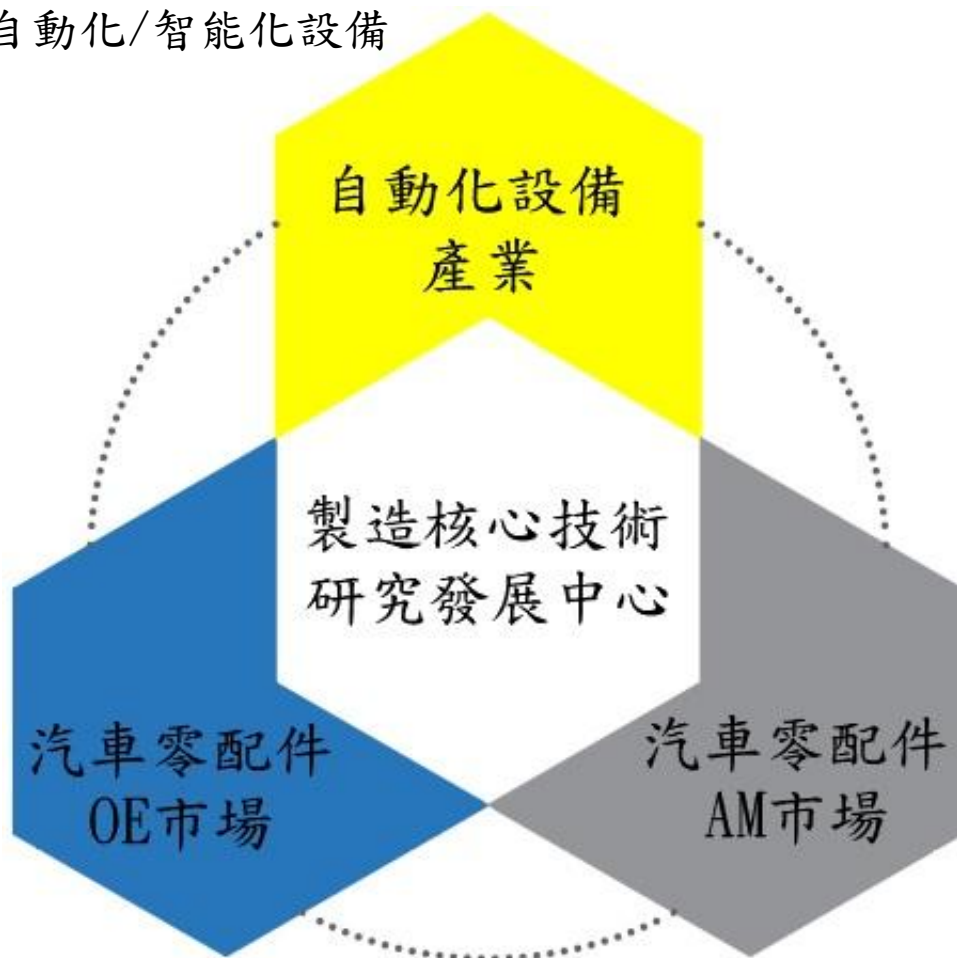 自動化/智能化設備
自動化設備
產業
製造核心技術
研究發展中心
汽車零配件
OE市場
汽車零配件
AM市場